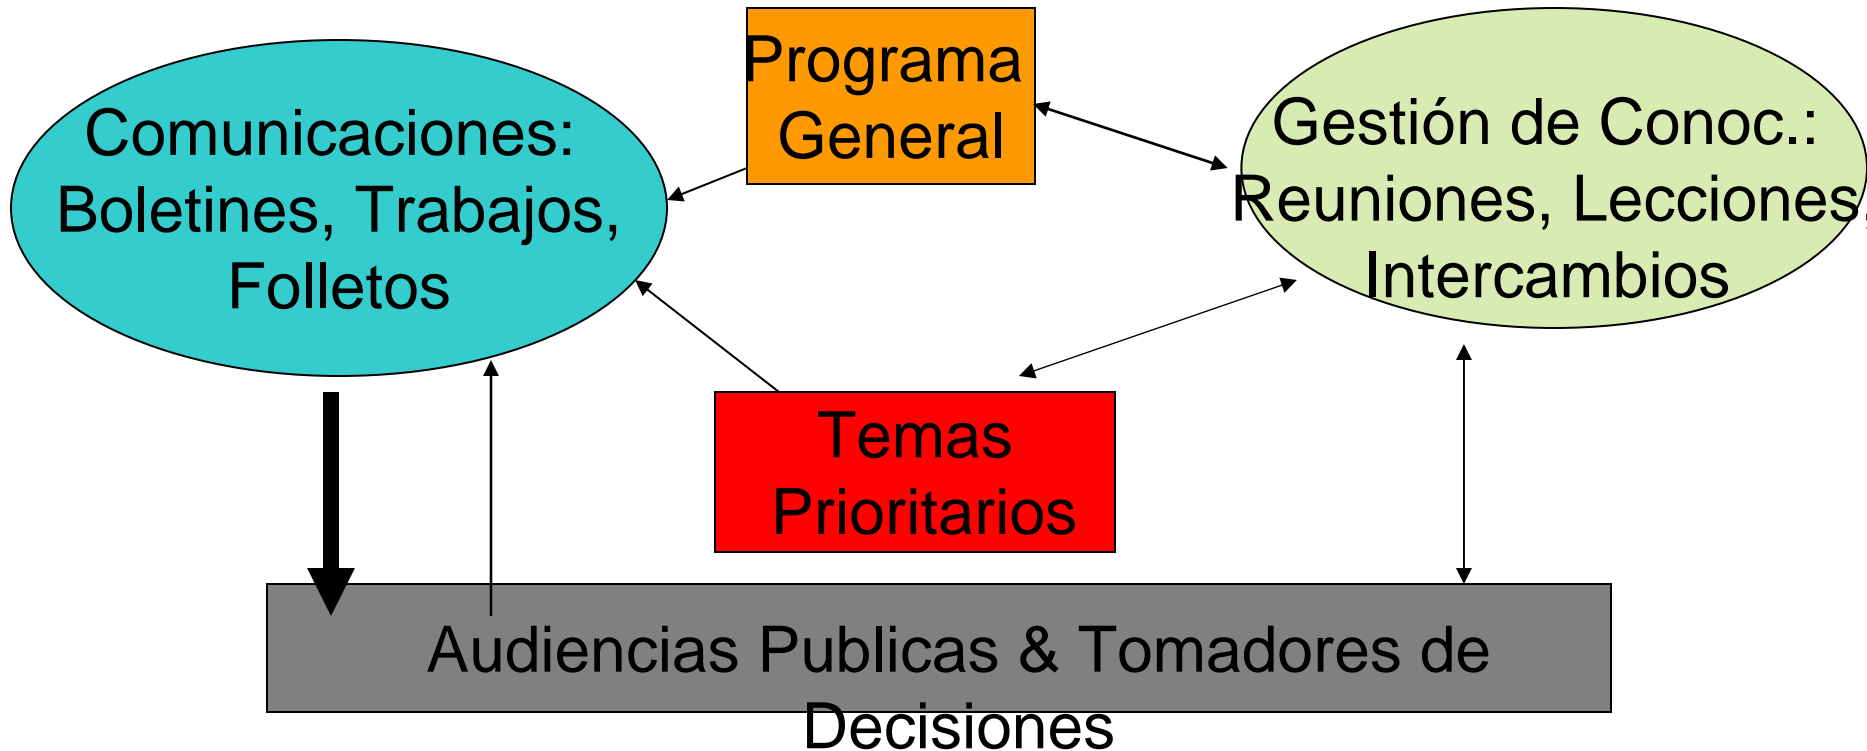 Comunicaciones:
Boletines, Trabajos,
Folletos
Programa
General
Gestión de Conoc.:
Reuniones, Lecciones,
Intercambios
Temas
Prioritarios
Audiencias Publicas & Tomadores de
Decisiones